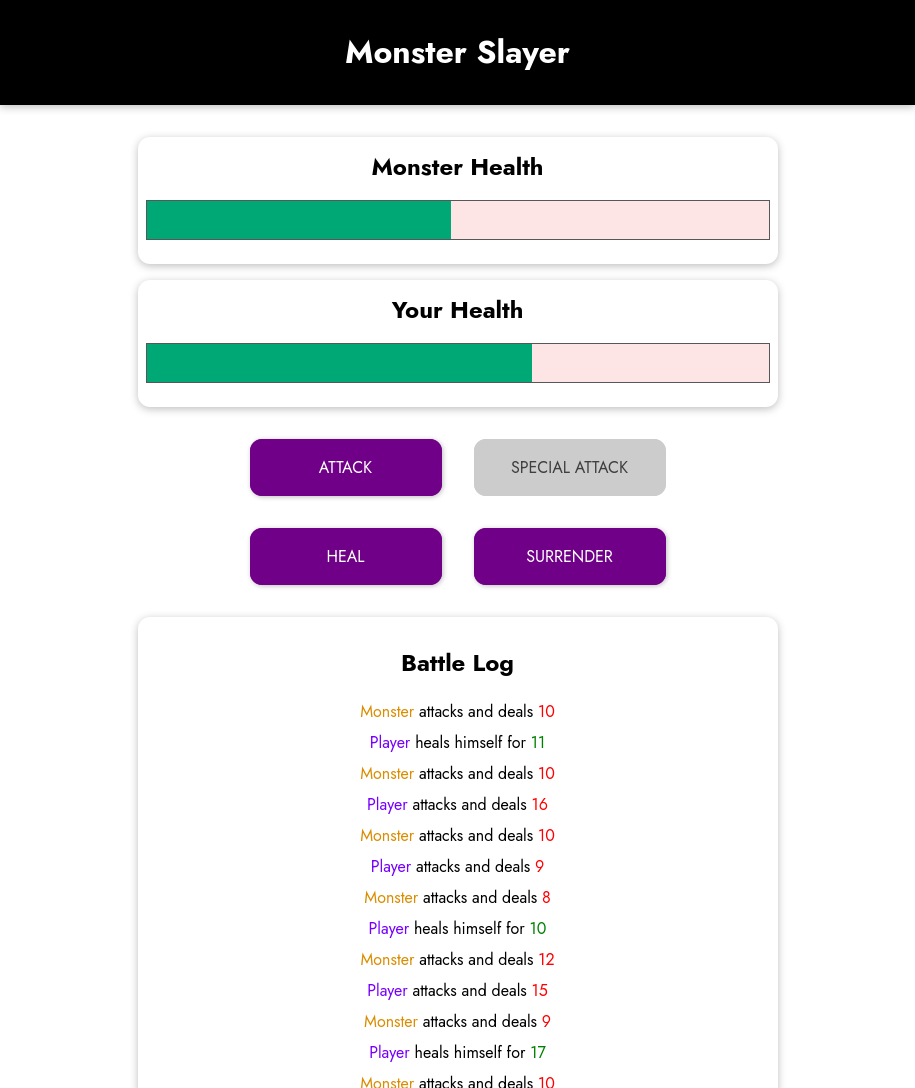 Monster Slayer
Monster Health
Your Health
ATTACK
SPECIAL ATTACK
HEAL
SURRENDER
Battle Log
Monster attacks and deals 10
Player heals himself for 11
Monster attacks and deals 10
Player attacks and deals 16
Monster attacks and deals 10
Player attacks and deals 9
Monster attacks and deals 8
Player heals himself for 10
Monster attacks and deals 12
Player attacks and deals 15
Monster attacks and deals 9
Player heals himself for 17
Monster attacks and deals 10